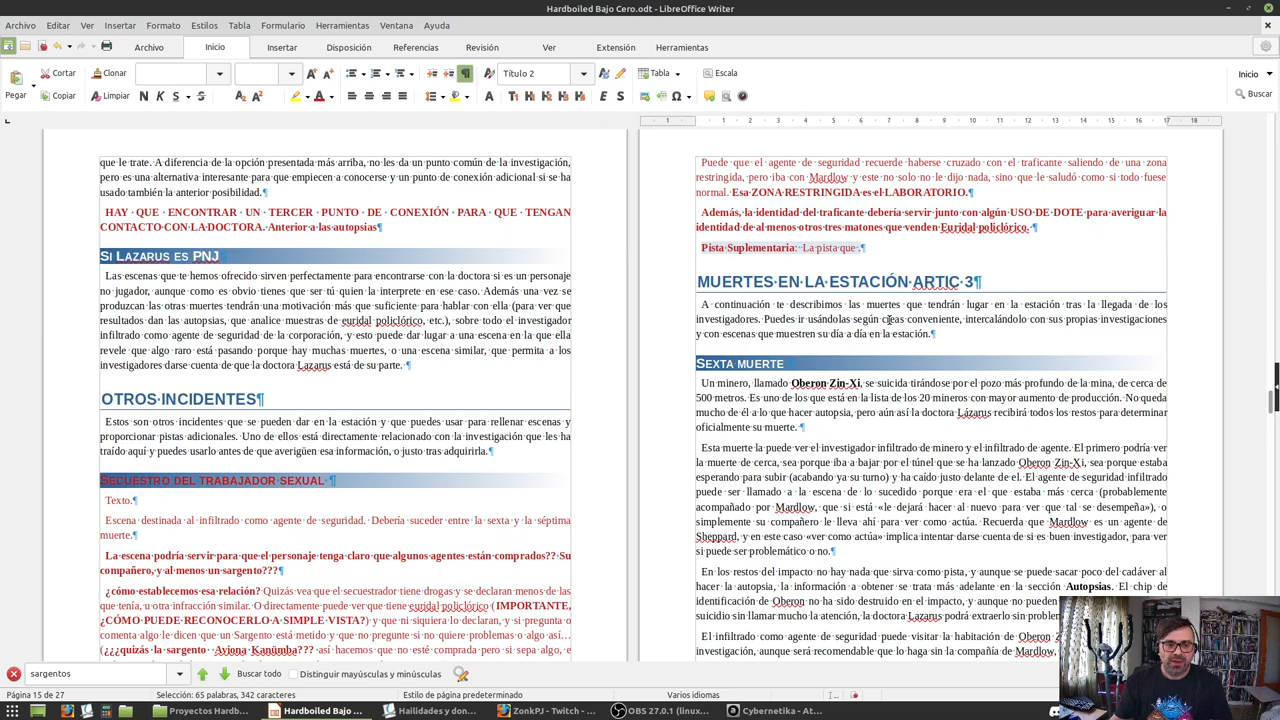 Hardboiled Bajo Cero.odt - LibreOffice Writer
Archivo Editar Ver Insertar Formato Estilos Tabla Formulario Herramientas Ventana Ayuda
Archivo Inicio Insertar Disposición Referencias Revisión Ver Extensión Herramientas
Pegar Cortar Clonar Título 2 Tabla Escala Inicio
Copiar Limpiar Buscar
que le trate. A diferencia de la opción presentada más arriba, no les da un punto común de la investigación,
pero es una alternativa interesante para que empiecen a conocerse y un punto de conexión adicional si se ha
usado también la anterior posibilidad.¶
HAY QUE ENCONTRAR UN TERCER PUNTO DE CONEXIÓN PARA QUE TENGAN
CONTACTO CON LA DOCTORA. Anterior a las autopsias¶
SI LAZARUS ES PNJ¶
Las escenas que te hemos ofrecido sirven perfectamente para encontrarse con la doctora si es un personaje
no jugador, aunque como es obvio tienes que ser tú quien la interprete en ese caso. Además una vez se
produzcan las otras muertes tendrán una motivación más que suficiente para hablar con ella (para ver que
resultados dan las autopsias, que analice muestras de euridal policlórico, etc.), sobre todo el investigador
infiltrado como agente de seguridad de la corporación, y esto puede dar lugar a una escena en la que ella
revele que algo raro está pasando porque hay muchas muertes, o una escena similar, que permita a los
investigadores darse cuenta de que la doctora Lazarus está de su parte. ¶
OTROS INCIDENTES¶
Estos son otros incidentes que se pueden dar en la estación y que puedes usar para rellenar escenas y
proporcionar pistas adicionales. Uno de ellos está directamente relacionado con la investigación que les ha
traído aquí y puedes usarlo antes de que averigüen esa información, o justo tras adquirirla.¶
SECUESTRO DEL TRABAJADOR SEXUAL ¶
Texto.¶
Escena destinada al infiltrado como agente de seguridad. Debería suceder entre la sexta y la séptima
muerte.¶
La escena podría servir para que el personaje tenga claro que algunos agentes están comprados?? Su
compañero, y al menos un sargento???¶
¿cómo establecemos esa relación? Quizás vea que el secuestrador tiene drogas y se declaran menos de las
que tenía, u otra infracción similar. O directamente puede ver que tiene euridal policlórico (IMPORTANTE,
¿CÓMO PUEDE RECONOCERLO A SIMPLE VISTA?) y que ni siquiera lo declaran, y si pregunta o
comenta algo le dicen que un Sargento está metido y que no pregunte si no quiere problemas o algo así...
(¿¿¿quizás la sargento Aviona Kanümba??? así hacemos que no esté comprada pero si sepa algo, e
Puede que el agente de seguridad recuerde haberse cruzado con el traficante saliendo de una zona
restringida, pero iba con Mardlow y este no solo no le dijo nada, sino que le saludó como si todo fuese
normal. Esa ZONA RESTRINGIDA es el LABORATORIO.¶
Además, la identidad del traficante debería servir junto con algún USO DE DOTE para averiguar la
identidad de al menos otros tres matones que venden Euridal policlórico. ¶
Pista Suplementaria: La pista que .¶
MUERTES EN LA ESTACIÓN ARTIC 3¶
A continuación te describimos las muertes que tendrán lugar en la estación tras la llegada de los
investigadores. Puedes ir usándolas según creas conveniente, intercalándolo con sus propias investigaciones
y con escenas que muestren su día a día en la estación.¶
SEXTA MUERTE ¶
Un minero, llamado Oberon Zin-Xi, se suicida tirándose por el pozo más profundo de la mina, de cerca de
500 metros. Es uno de los que está en la lista de los 20 mineros con mayor aumento de producción. No queda
mucho de él a lo que hacer autopsia, pero aún así la doctora Lázarus recibirá todos los restos para determinar
oficialmente su muerte. ¶
Esta muerte la puede ver el investigador infiltrado de minero y el infiltrado de agente. El primero podría ver
la muerte de cerca, sea porque iba a bajar por el túnel que se ha lanzado Oberon Zin-Xi, sea porque estaba
esperando para subir (acabando ya su turno) y ha caído justo delante de el. El agente de seguridad infiltrado
puede ser llamado a la escena de lo sucedido porque era el que estaba más cerca (probablemente
acompañado por Mardlow, que si está «le dejará hacer al nuevo para ver que tal se desempeña»), o
simplemente su compañero le lleva ahí para ver como actúa. Recuerda que Mardlow es un agente de
Sheppard, y en este caso «ver como actúa» implica intentar darse cuenta de si es buen investigador, para ver
si puede ser problemático o no.¶
En los restos del impacto no hay nada que sirva como pista, y aunque se puede sacar poco del cadáver al
hacer la autopsia, la información a obtener se trata más adelante en la sección Autopsias. El chip de
identificación de Oberon no ha sido destruido en el impacto, y aunque no pueden
suicidio sin llamar mucho la atención, la doctora Lazarus podrá extraerlo sin probl
El infiltrado como agente de seguridad puede visitar la habitación de Oberon Z
investigación, aunque será recomendable que lo haga sin la compañía de Mardlow,
sargentos Buscar todo Distinguir mayúsculas y minúsculas
Página 15 de 27 Selección: 65 palabras, 342 caracteres Estilo de página predeterminado Varios idiomas
Proyectos Hardb... Hardboiled Bajo ... Hailidades y don... ZonkPJ - Twitch - ... OBS 27.0.1 (linux... Cybernetika - At...